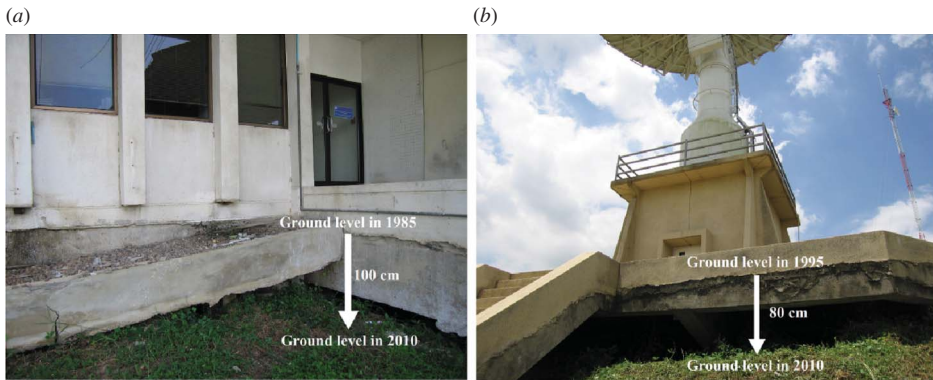 (a)
(b)
Ground level in 1985
100 cm
Ground level in 2010
Ground level in 1995
80 cm
Ground level in 2010